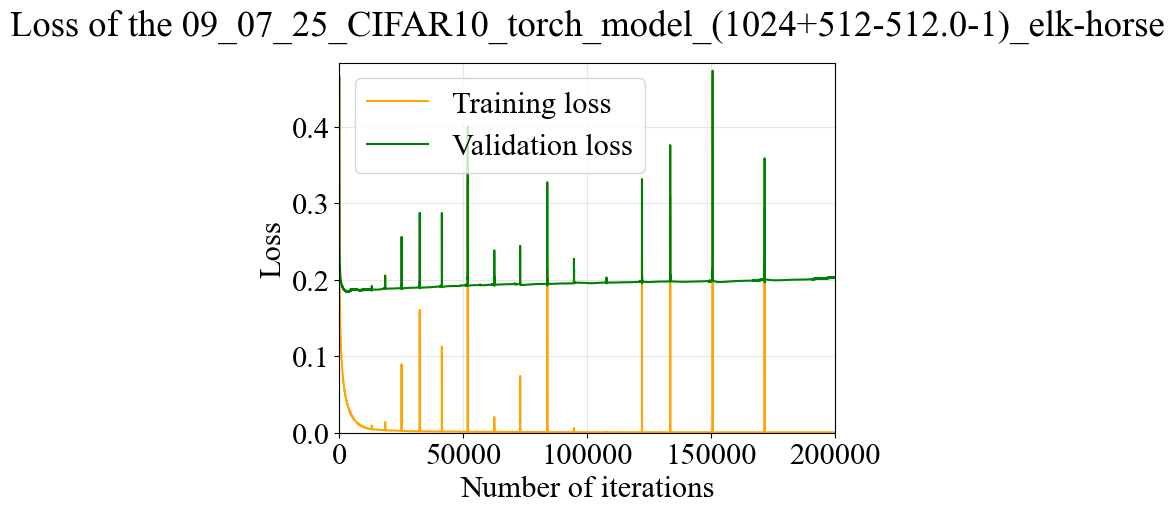 Loss of the 09_07_25_CIFAR10_torch_model_(1024+512-512.0-1)_elk-horse
Training loss
Validation loss
Loss
0.4
0.3
0.2
0.1
0.0
0 50000 100000 150000 200000
Number of iterations